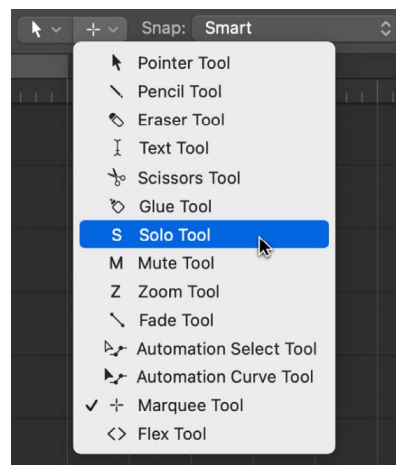 Snap: Smart
Pointer Tool
Pencil Tool
Eraser Tool
Text Tool
Scissors Tool
Glue Tool
S Solo Tool
M Mute Tool
Z Zoom Tool
Fade Tool
Automation Select Tool
Automation Curve Tool
Marquee Tool
Flex Tool